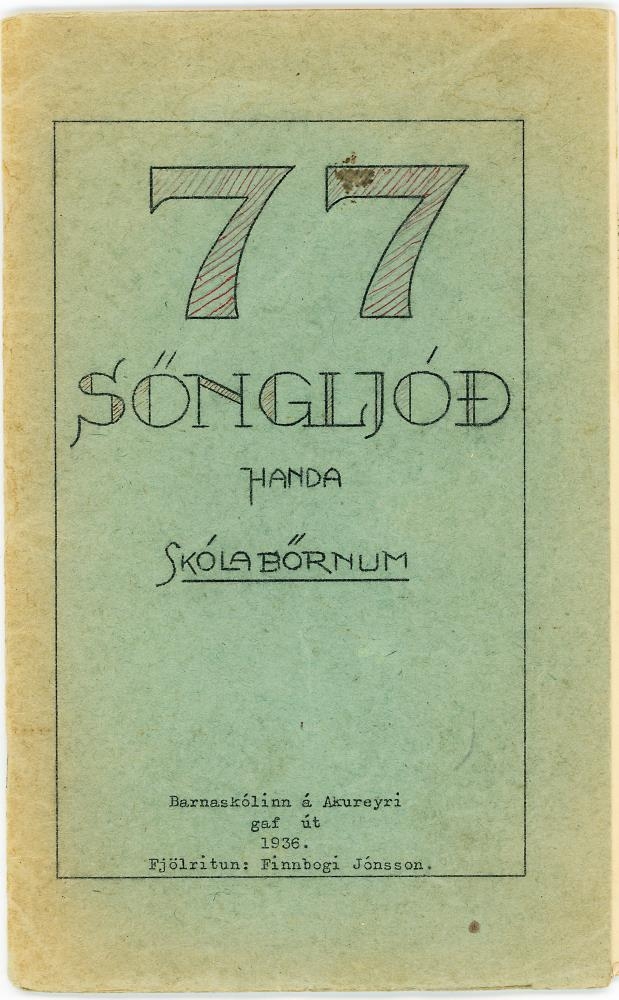 77
SÖNGLJÓÐ
HANDA
SKÓLABÖRNUM
Barnaskólinn á Akureyri
gaf út
1936.
Fjölritun: Finnbogi Jónsson.